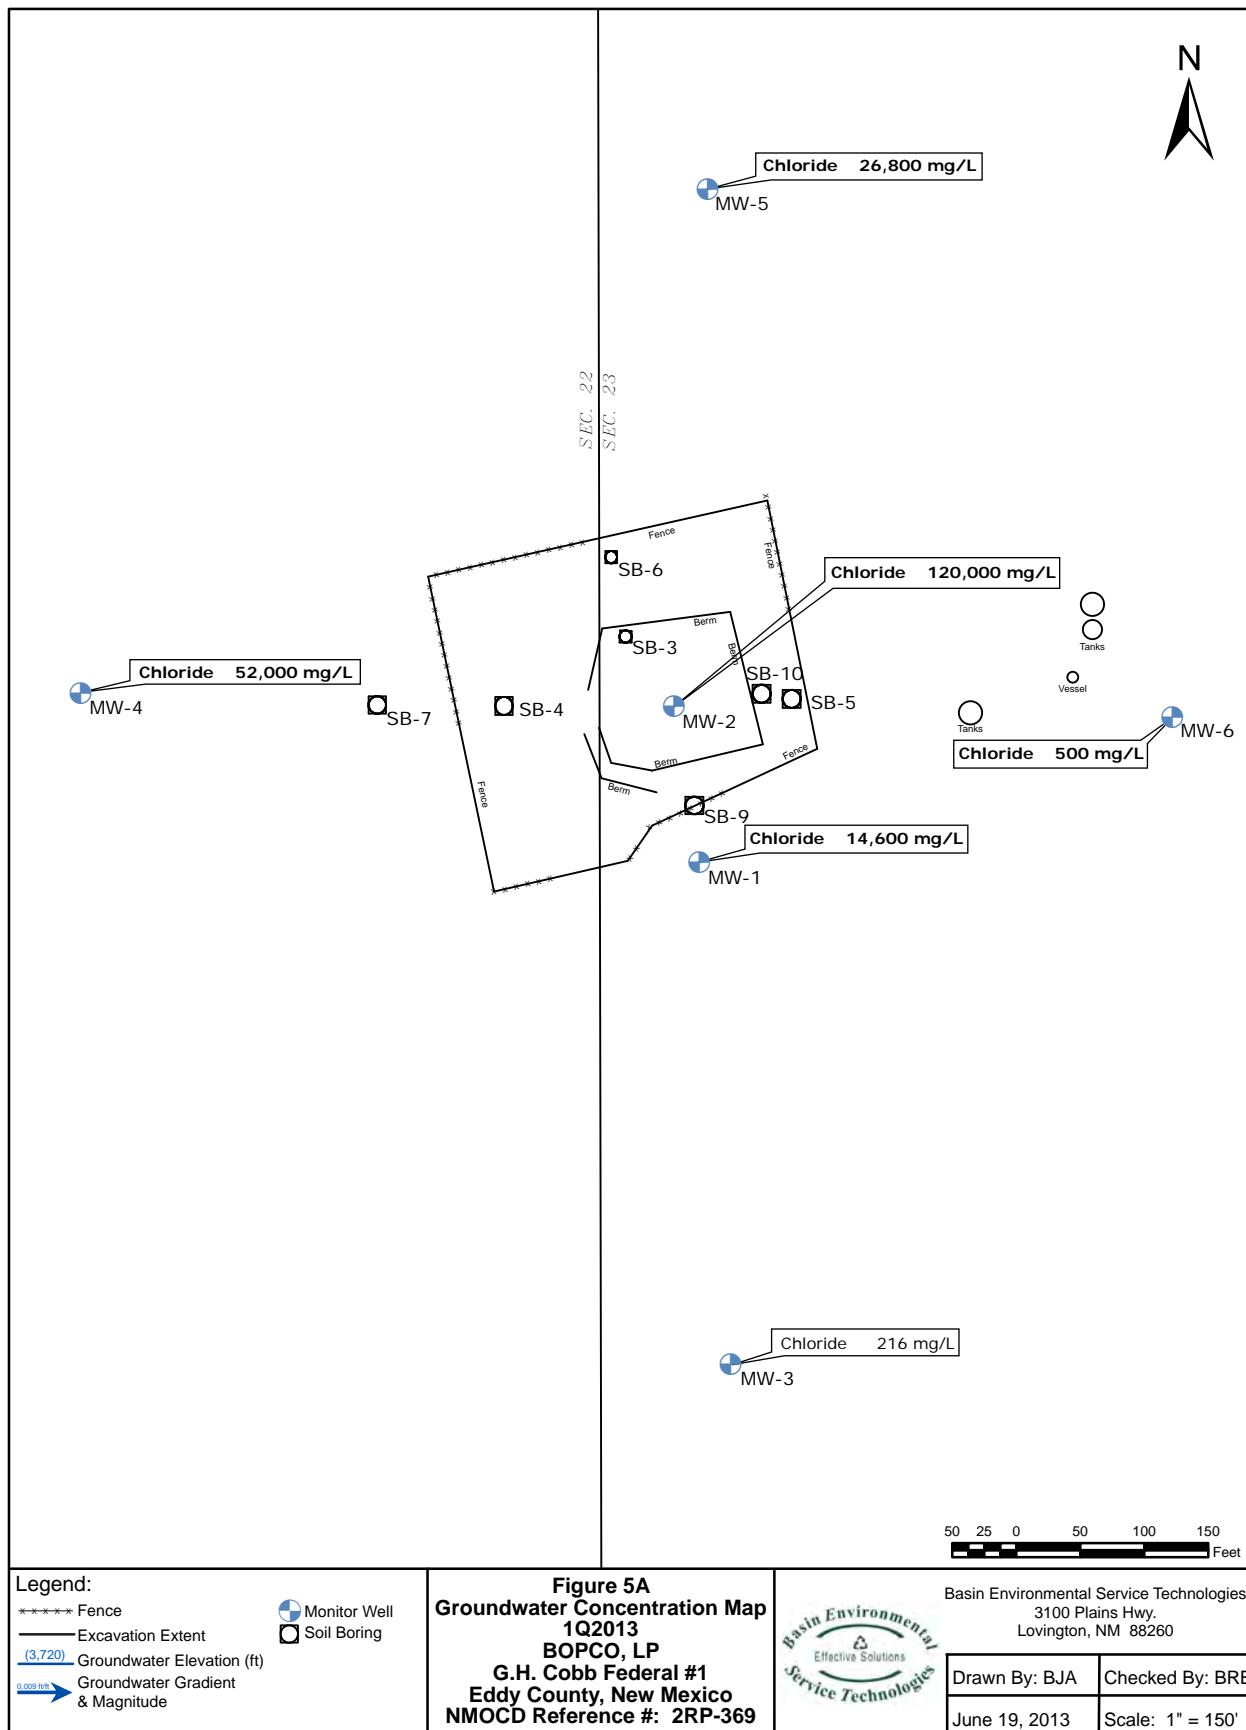 N
Chloride 26,800 mg/L
MW-5
SEC. 22
SEC. 23
Fence
Fence
SB-6
Chloride 120,000 mg/L
Berm
SB-3
Berm
Tanks
Chloride 52,000 mg/L
SB-10
Vessel
MW-4
SB-7
SB-4
MW-2
SB-5
Tanks
MW-6
Chloride 500 mg/L
Fence
Berm
Fence
Berm
SB-9
Chloride 14,600 mg/L
MW-1
Chloride 216 mg/L
MW-3
50 25 0 50 100 150
Feet
Legend:
Fence
Excavation Extent
(3,720) Groundwater Elevation (ft)
0.009 ft/ft Groundwater Gradient
& Magnitude
Monitor Well
Soil Boring
Figure 5A
Groundwater Concentration Map
1Q2013
BOPCO, LP
G.H. Cobb Federal #1
Eddy County, New Mexico
NMOCD Reference #: 2RP-369
Basin Environmental
Effective Solutions
Service Technologies
Basin Environmental Service Technologies
3100 Plains Hwy.
Lovington, NM 88260
Drawn By: BJA
Checked By: BRB
June 19, 2013
Scale: 1" = 150'